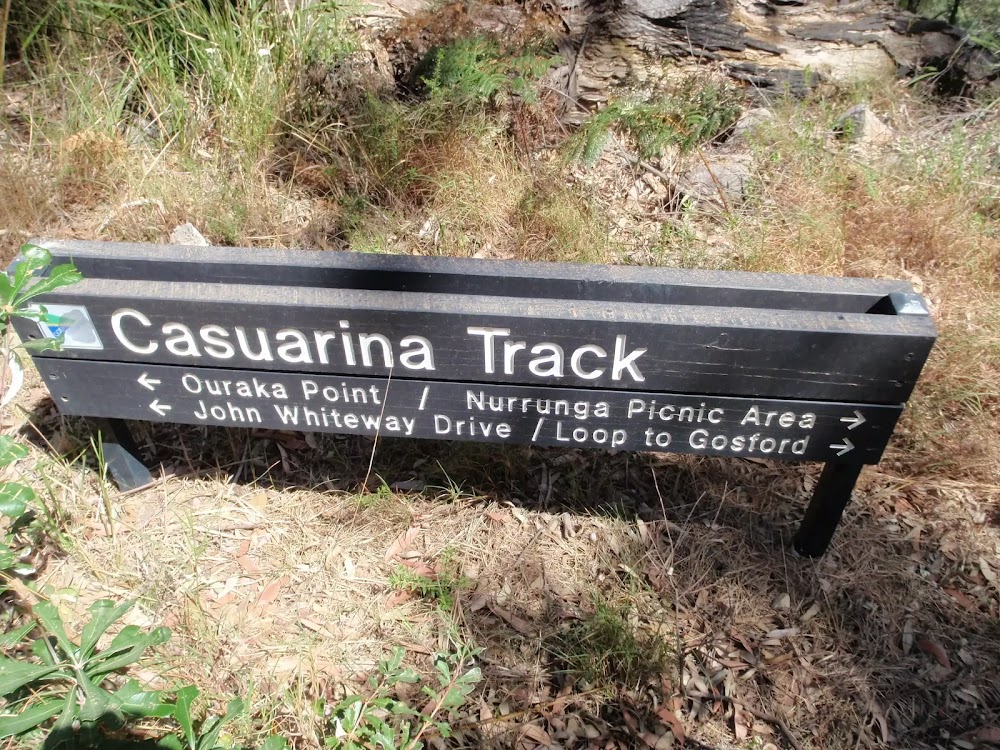 Casuarina Track
← Ouraka Point / Nurrunga Picnic Area →
← John Whiteway Drive / Loop to Gosford →